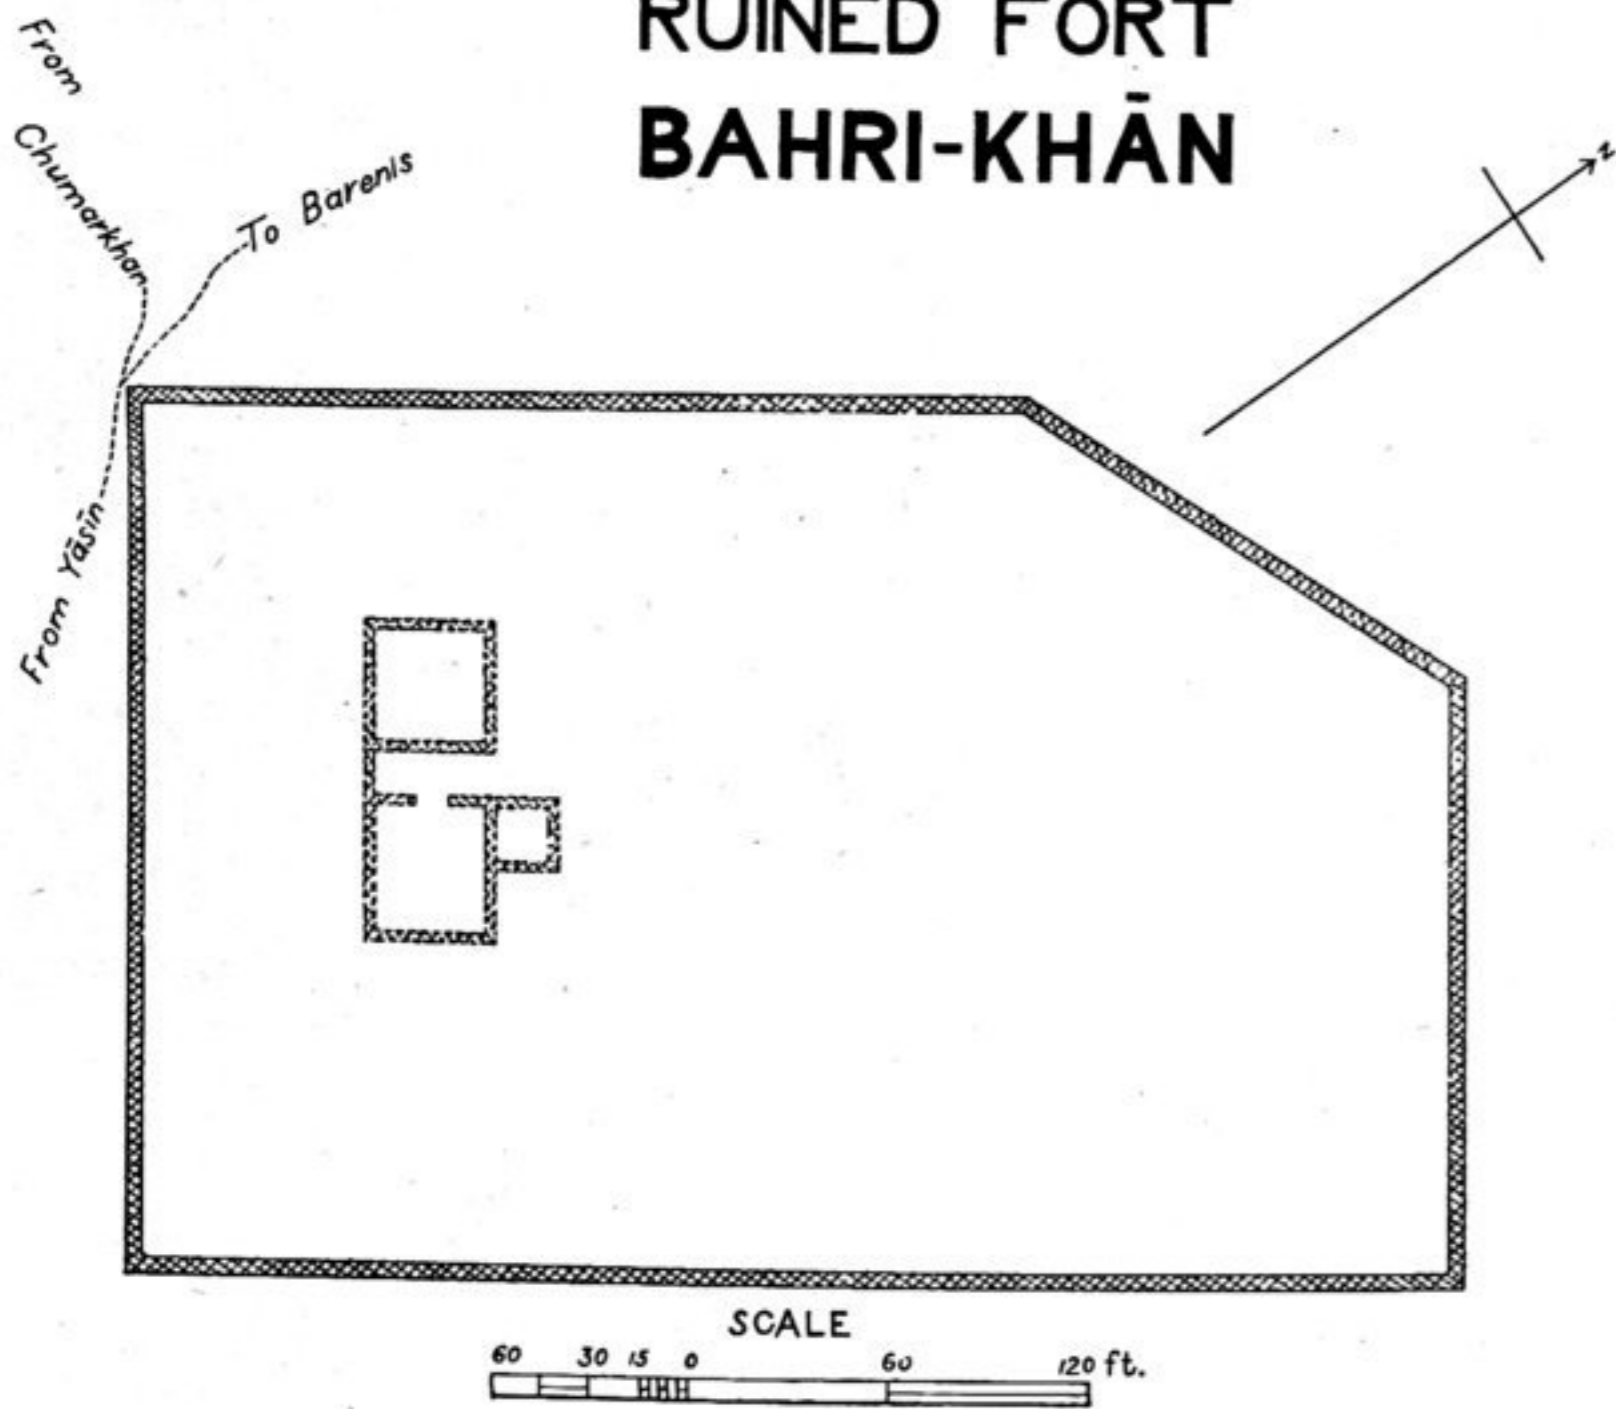 RUINED FORT
BAHRI-KHĀN
From
Chumarkhan
To Barenis
N
From Yāsīn
SCALE
60 30 15 0 60 120 ft.